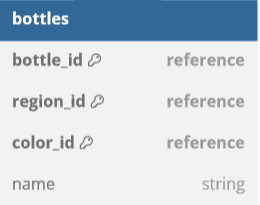 bottles
bottle_id reference
region_id reference
color_id reference
name string